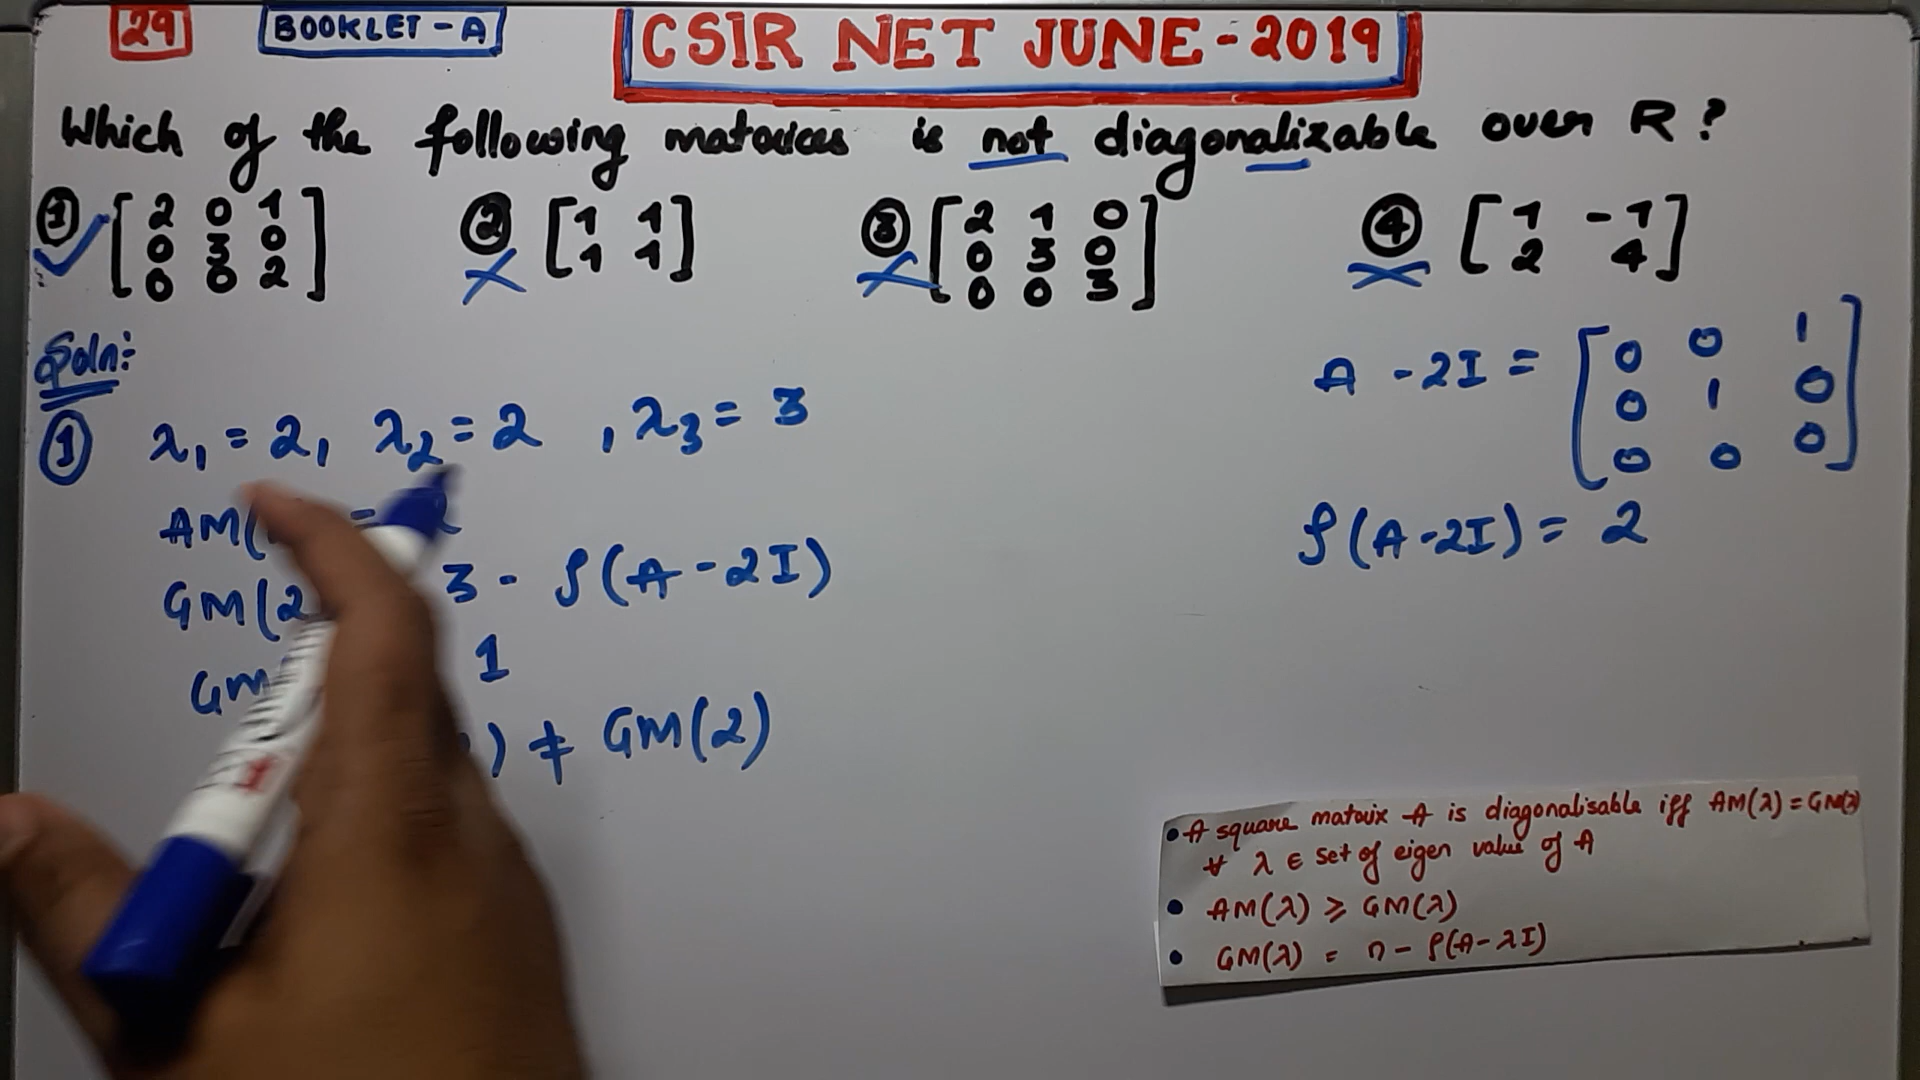 29 BOOKLET - A CSIR NET JUNE - 2019
Which of the following matrices is not diagonalizable over R?
① [2 0 1 ② [1 1 ③ [2 1 0 ④ [1 -1
0 3 0 1 1] 0 3 0 2 4]
0 0 2] 0 0 3]
Soln:
① λ₁ = 2, λ₂ = 2 , λ₃ = 3
AM( = 2
GM(2 3 - ρ(A - 2I)
GM 1
) ≠ GM(2)
A - 2I = [0 0 1
0 1 0
0 0 0]
ρ(A-2I) = 2
• A square matrix A is diagonalisable iff AM(λ) = GM(λ)
∀ λ ∈ set of eigen value of A
• AM(λ) ⩾ GM(λ)
• GM(λ) = n - ρ(A-λI)